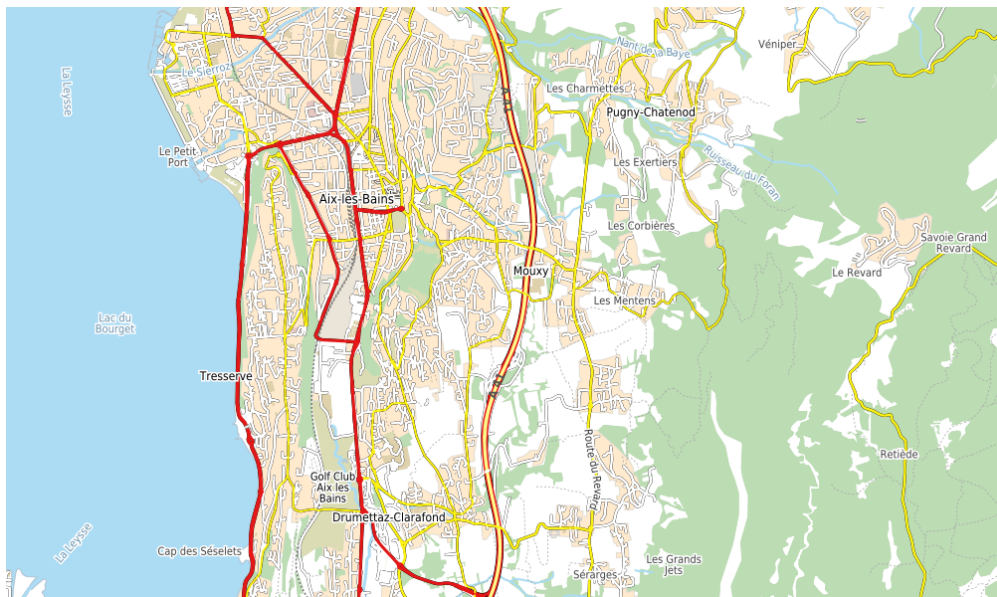 Véniper
Nant de la Baye
La Leysse
Le Sierroz
Les Charmettes
A 41
Pugny-Chatenod
Le Petit
Port
Les Exertiers
Ruisseau du Foran
Aix-les-Bains
Les Corbières
Savoie Grand
Revard
Mouxy
Le Revard
Les Mentens
Lac du
Bourget
Tresserve
A 41
Route du Revard
Retiède
Golf Club
Aix les
Bains
Drumettaz-Clarafond
La Leysse
Cap des Séselets
Les Grands
Jets
Sérarges